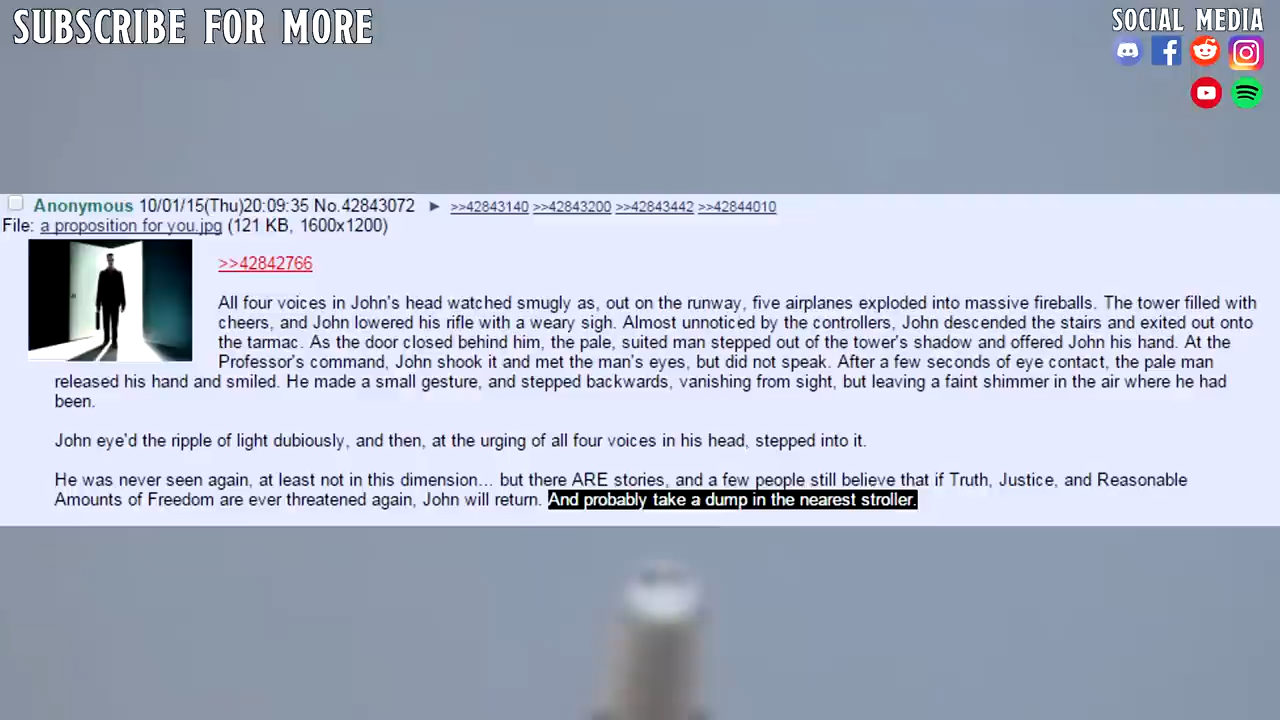 SUBSCRIBE FOR MORE
SOCIAL MEDIA
Anonymous 10/01/15(Thu)20:09:35 No.42843072 ► >>42843140 >>42843200 >>42843442 >>42844010
File: a proposition for you.jpg (121 KB, 1600x1200)
>>42842766
All four voices in John's head watched smugly as, out on the runway, five airplanes exploded into massive fireballs. The tower filled with
cheers, and John lowered his rifle with a weary sigh. Almost unnoticed by the controllers, John descended the stairs and exited out onto
the tarmac. As the door closed behind him, the pale, suited man stepped out of the tower's shadow and offered John his hand. At the
Professor's command, John shook it and met the man's eyes, but did not speak. After a few seconds of eye contact, the pale man
released his hand and smiled. He made a small gesture, and stepped backwards, vanishing from sight, but leaving a faint shimmer in the air where he had
been.
John eye'd the ripple of light dubiously, and then, at the urging of all four voices in his head, stepped into it.
He was never seen again, at least not in this dimension... but there ARE stories, and a few people still believe that if Truth, Justice, and Reasonable
Amounts of Freedom are ever threatened again, John will return. And probably take a dump in the nearest stroller.